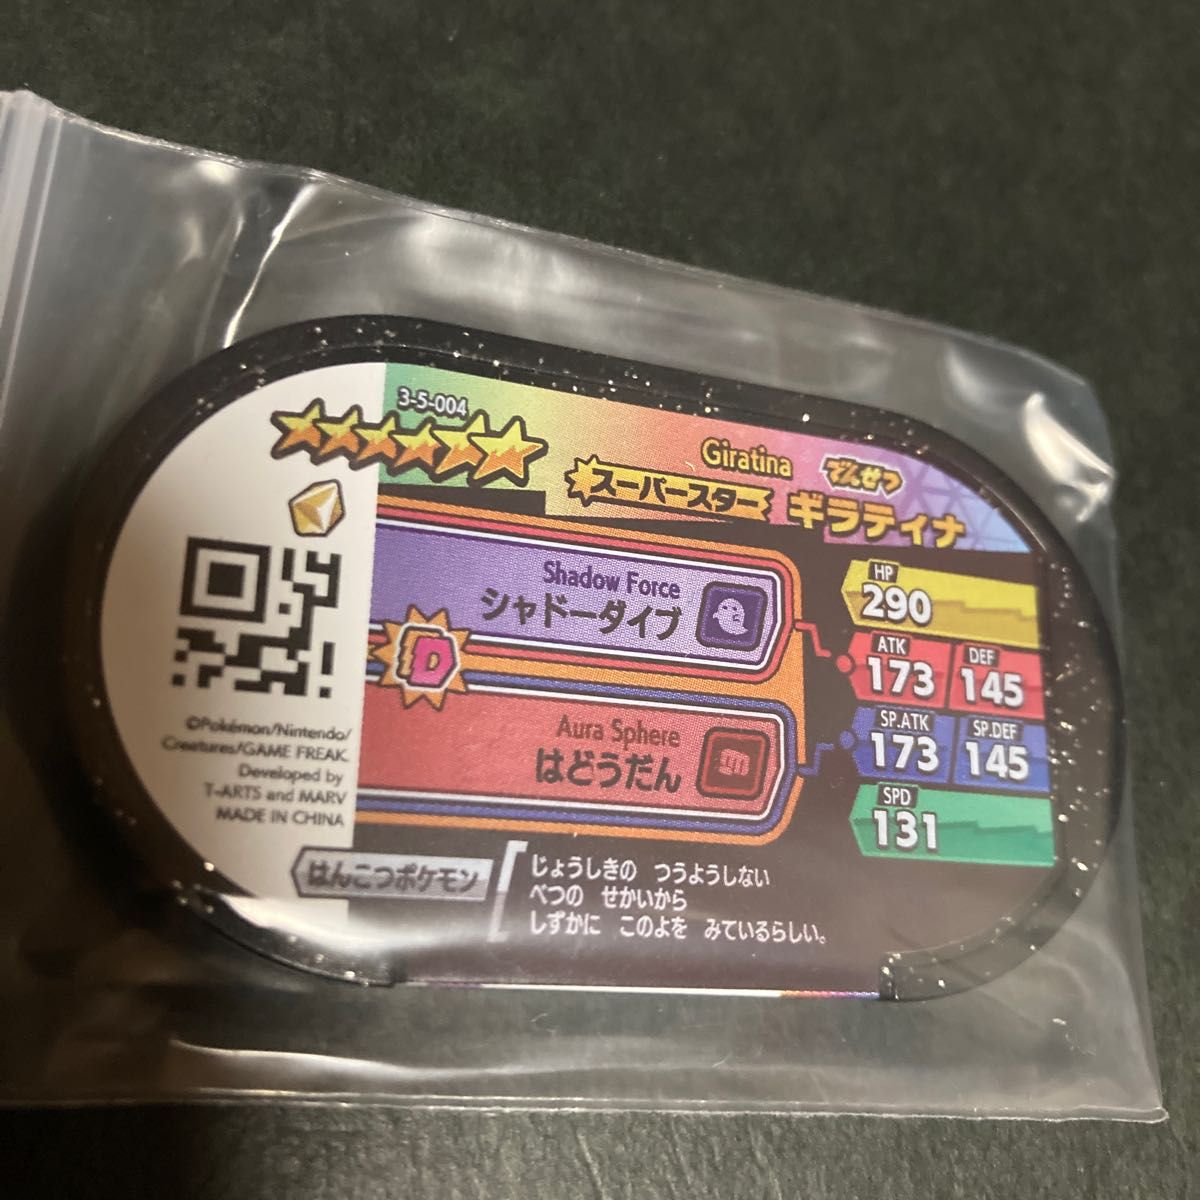 3-5-004
Giratina
でんせつ
スーパースター
ギラティナ
Shadow Force
シャドーダイブ
D
Aura Sphere
はどうだん
HP
290
ATK
173
DEF
145
SP.ATK
173
SP.DEF
145
SPD
131
©Pokémon/Nintendo/
Creatures/GAME FREAK
Developed by
T-ARTS and MARV
MADE IN CHINA
はんこつポケモン
じょうしきの つうようしない
べつの せかいから
しずかに このよを みているらしい。